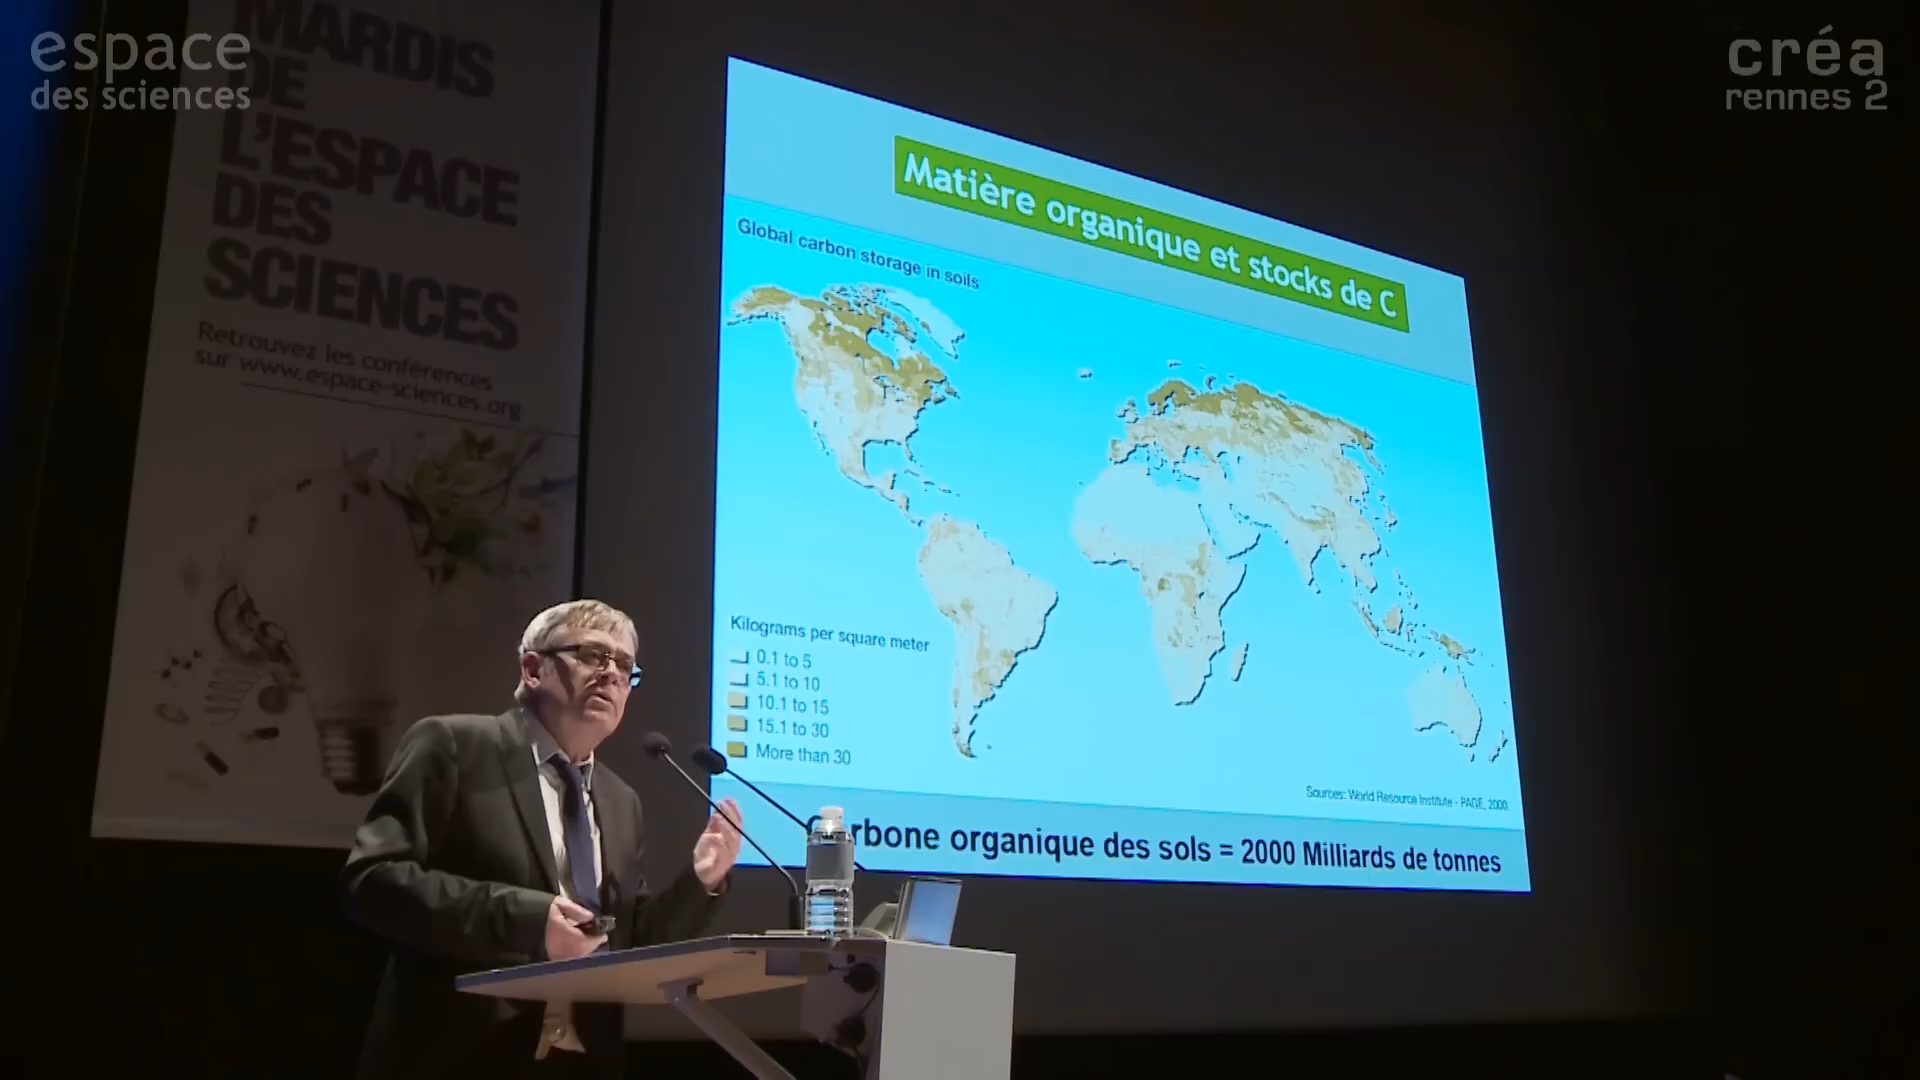 espace
des sciences
créa
rennes 2
MARDIS
DE
L'ESPACE
DES
SCIENCES
Retrouvez les conférences
sur www.espace-sciences.org
Matière organique et stocks de C
Global carbon storage in soils
Kilograms per square meter
0.1 to 5
5.1 to 10
10.1 to 15
15.1 to 30
More than 30
Sources: World Resource Institute - PAGE, 2000.
Carbone organique des sols = 2000 Milliards de tonnes